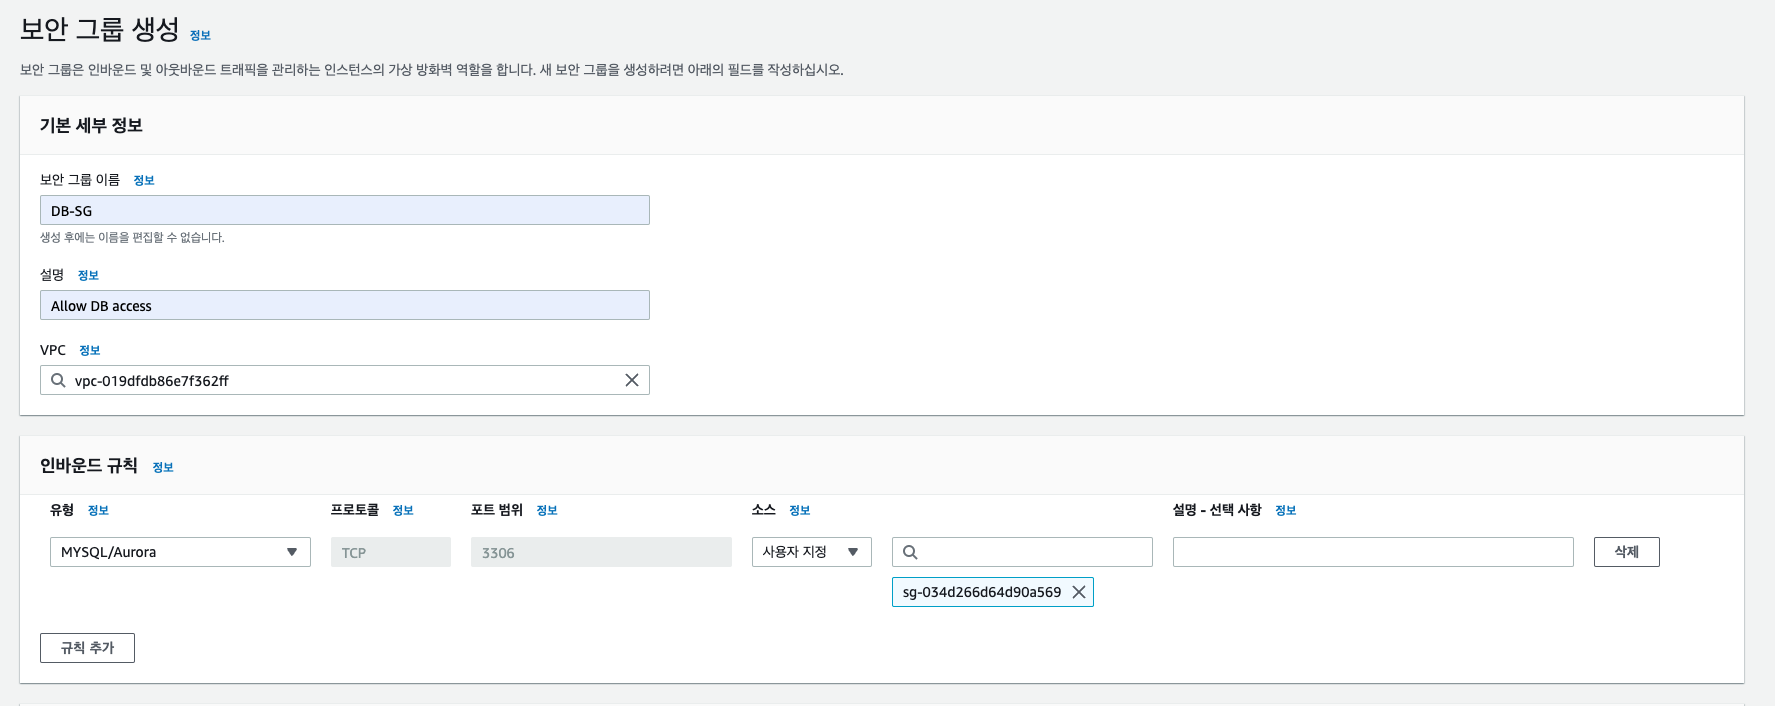 보안 그룹 생성 정보
보안 그룹은 인바운드 및 아웃바운드 트래픽을 관리하는 인스턴스의 가상 방화벽 역할을 합니다. 새 보안 그룹을 생성하려면 아래의 필드를 작성하십시오.
기본 세부 정보
보안 그룹 이름 정보
DB-SG
생성 후에는 이름을 편집할 수 없습니다.
설명 정보
Allow DB access
VPC 정보
vpc-019dfdb86e7f362ff
인바운드 규칙 정보
유형 정보 프로토콜 정보 포트 범위 정보 소스 정보 설명 - 선택 사항 정보
MYSQL/Aurora TCP 3306 사용자 지정 삭제
sg-034d266d64d90a569
규칙 추가